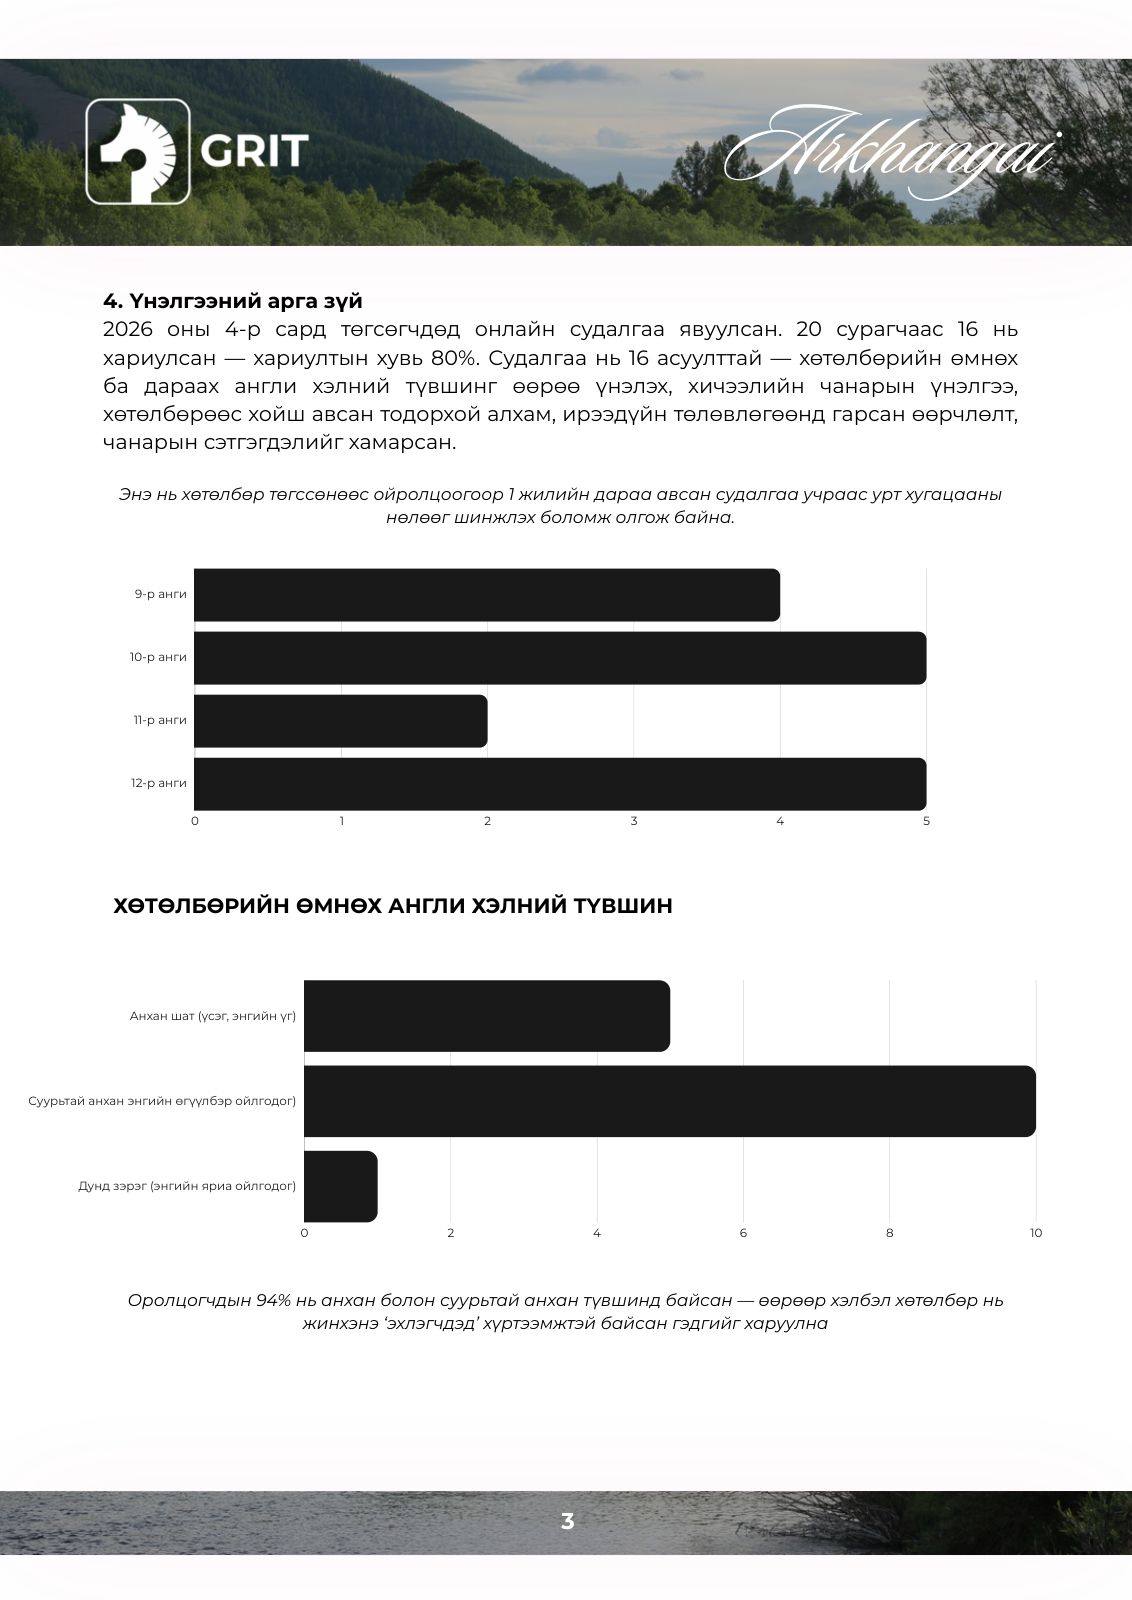 GRIT
Arkhangai
4. Үнэлгээний арга зүй
2026 оны 4-р сард төгсөгчдөд онлайн судалгаа явуулсан. 20 сурагчаас 16 нь
хариулсан — хариултын хувь 80%. Судалгаа нь 16 асуулттай — хөтөлбөрийн өмнөх
ба дараах англи хэлний түвшинг өөрөө үнэлэх, хичээлийн чанарын үнэлгээ,
хөтөлбөрөөс хойш авсан тодорхой алхам, ирээдүйн төлөвлөгөөнд гарсан өөрчлөлт,
чанарын сэтгэгдэлийг хамарсан.
Энэ нь хөтөлбөр төгссөнөөс ойролцоогоор 1 жилийн дараа авсан судалгаа учраас урт хугацааны
нөлөөг шинжлэх боломж олгож байна.
9-р анги
10-р анги
11-р анги
12-р анги
0 1 2 3 4 5
ХӨТӨЛБӨРИЙН ӨМНӨХ АНГЛИ ХЭЛНИЙ ТҮВШИН
Анхан шат (үсэг, энгийн үг)
Суурьтай анхан энгийн өгүүлбэр ойлгодог)
Дунд зэрэг (энгийн яриа ойлгодог)
0 2 4 6 8 10
Оролцогчдын 94% нь анхан болон суурьтай анхан түвшинд байсан — өөрөөр хэлбэл хөтөлбөр нь
жинхэнэ ‘эхлэгчдэд’ хүртээмжтэй байсан гэдгийг харуулна
3